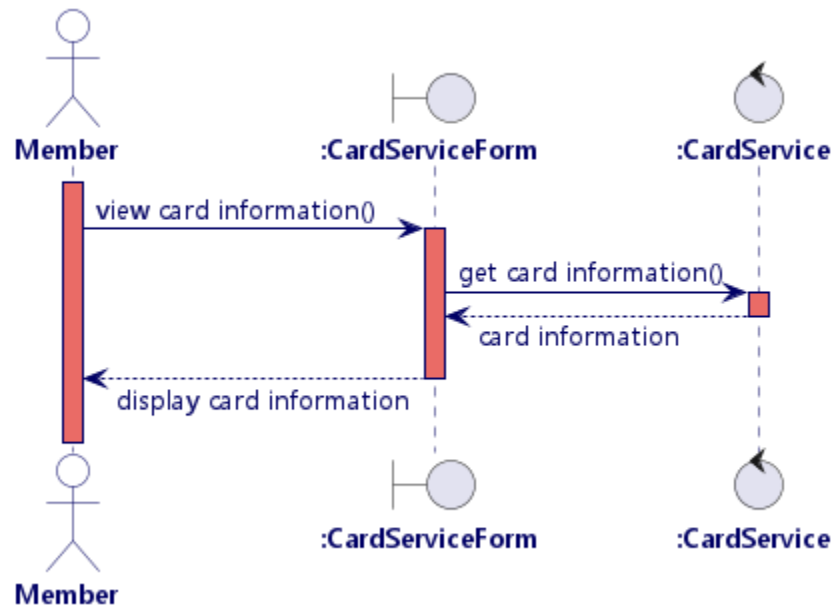 Member
:CardServiceForm
:CardService
view card information()
get card information()
card information
display card information
:CardServiceForm
:CardService
Member